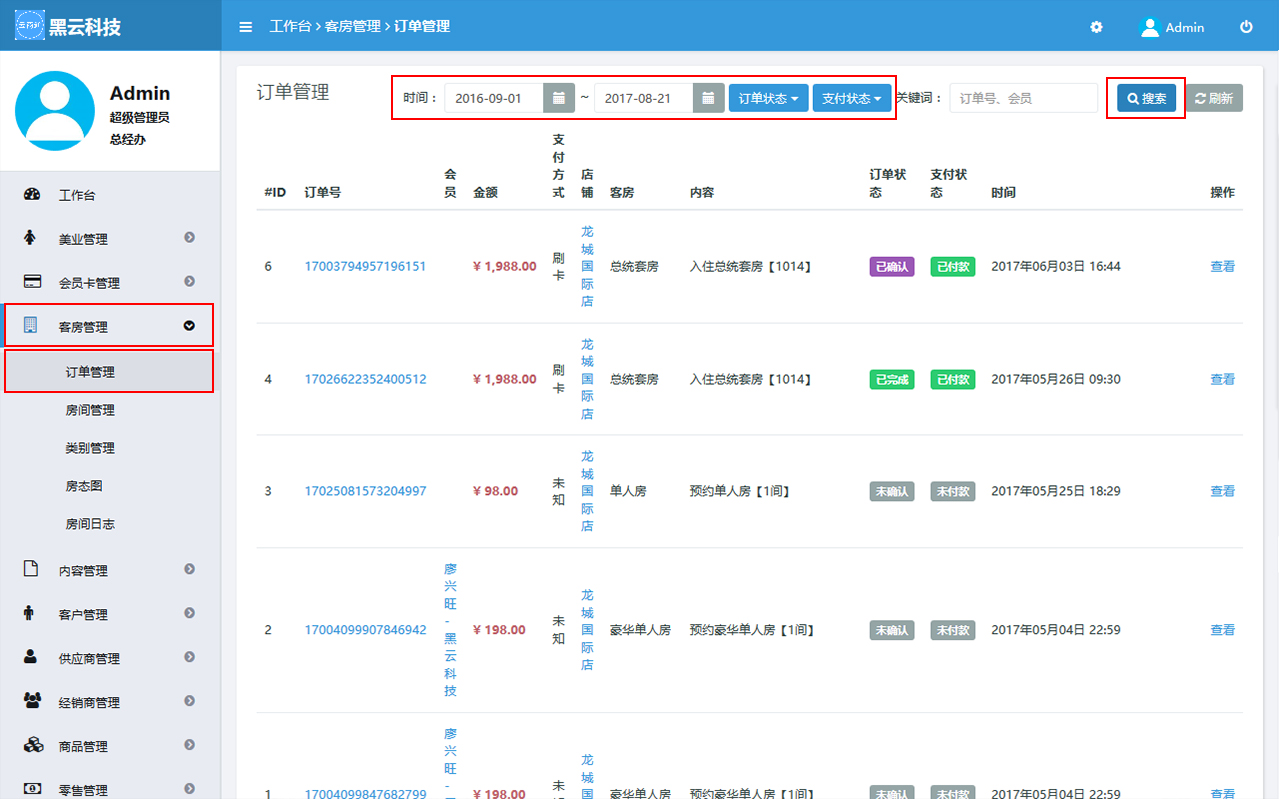 黑云科技
工作台 > 客房管理 > 订单管理
Admin
Admin
超级管理员
总经办
工作台
美业管理
会员卡管理
客房管理
订单管理
房间管理
类别管理
房态图
房间日志
内容管理
客户管理
供应商管理
经销商管理
商品管理
零售管理
订单管理
时间： 2016-09-01 ~ 2017-08-21 订单状态 支付状态 关键词： 订单号、会员 搜索 刷新
#ID 订单号 会员 金额 支付方式 店铺 客房 内容 订单状态 支付状态 时间 操作
6 17003794957196151 ¥ 1,988.00 刷卡 龙城国际店 总统套房 入住总统套房【1014】 已确认 已付款 2017年06月03日 16:44 查看
4 17026622352400512 ¥ 1,988.00 刷卡 龙城国际店 总统套房 入住总统套房【1014】 已完成 已付款 2017年05月26日 09:30 查看
3 17025081573204997 ¥ 98.00 未知 龙城国际店 单人房 预约单人房【1间】 未确认 未付款 2017年05月25日 18:29 查看
2 17004099907846942 廖兴旺-黑云科技 ¥ 198.00 未知 龙城国际店 豪华单人房 预约豪华单人房【1间】 未确认 未付款 2017年05月04日 22:59 查看
1 17004099847682799 廖兴旺- ¥ 198.00 未 龙城国 豪华单人房 预约豪华单人房【1间】 未确认 未付款 2017年05月04日 22:59 查看